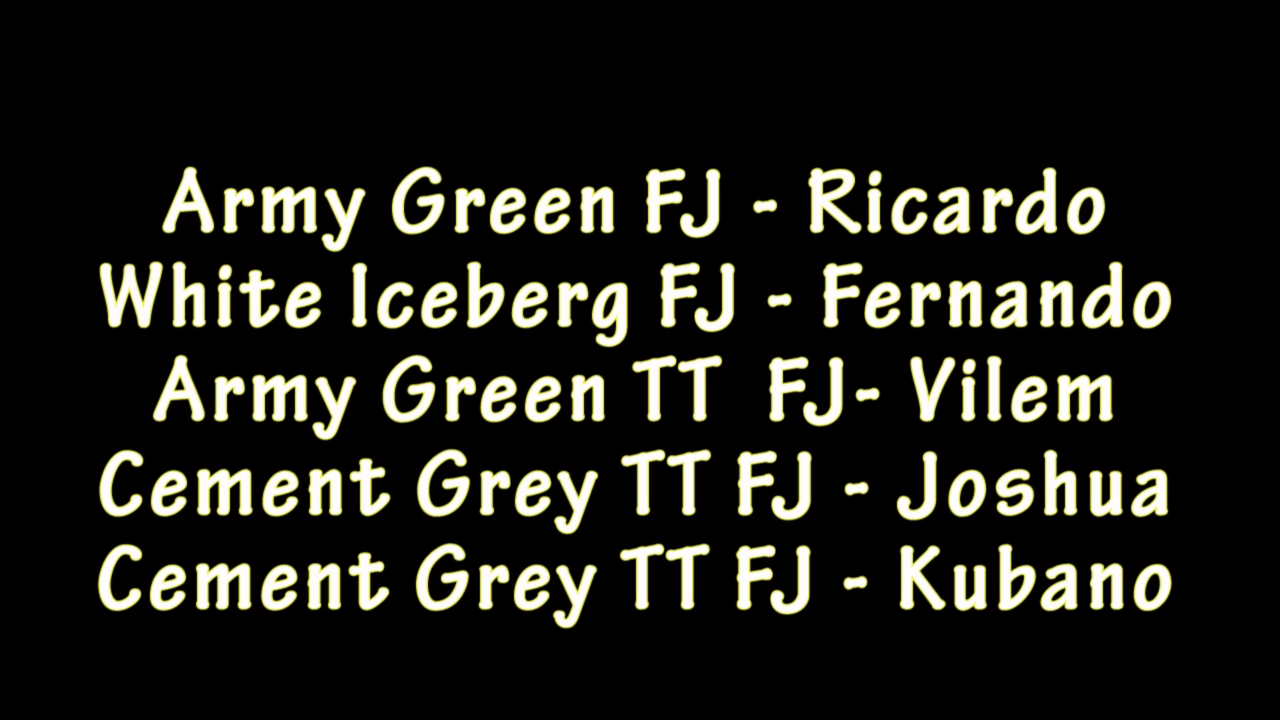 Army Green FJ - Ricardo
White Iceberg FJ - Fernando
Army Green TT  FJ- Vilem
Cement Grey TT FJ - Joshua
Cement Grey TT FJ - Kubano